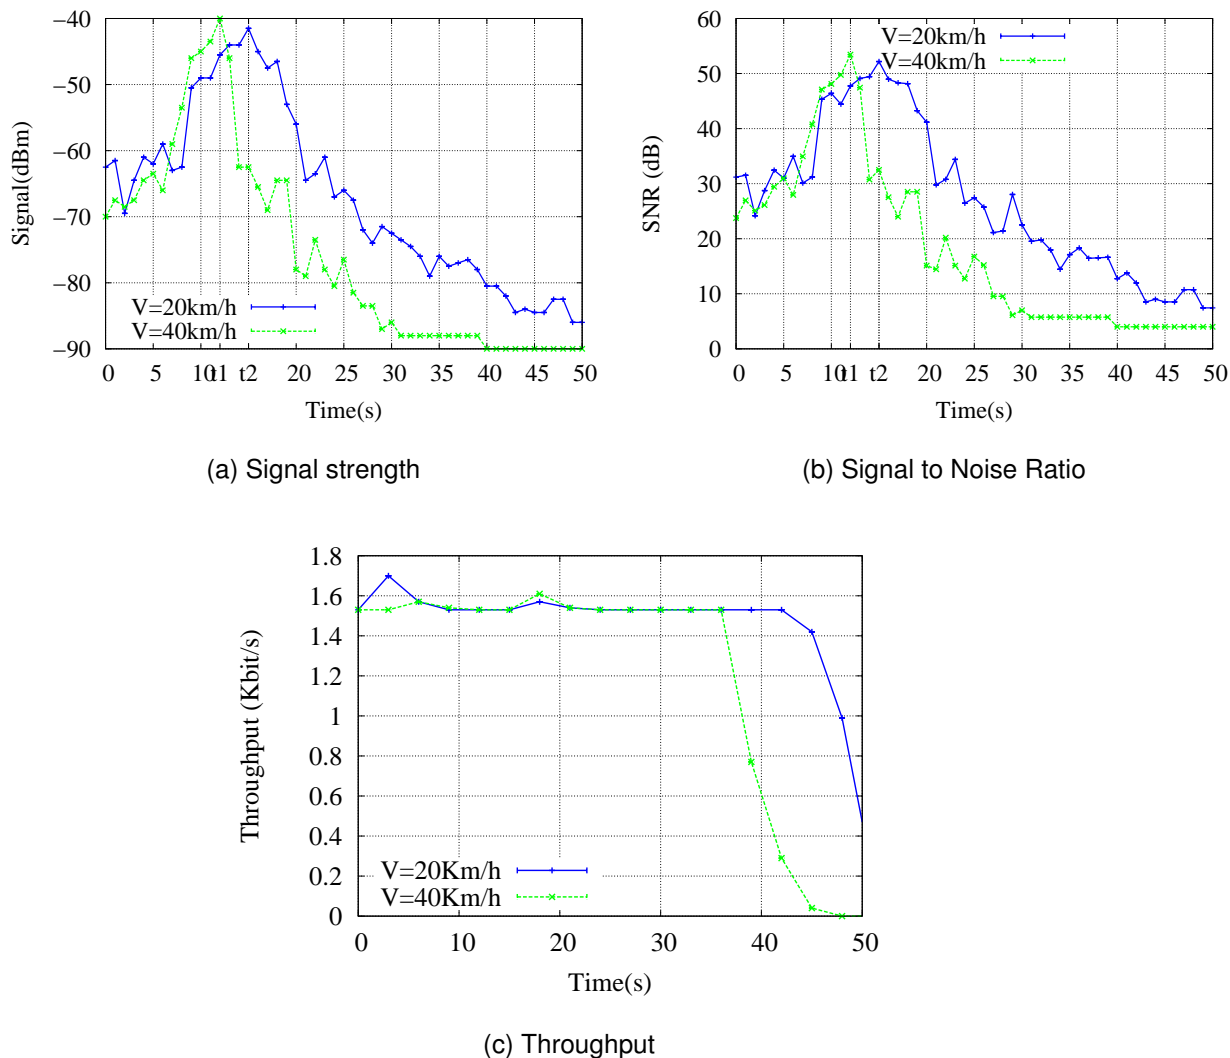 −40
−50
−60
−70
−80
−90
Signal(dBm)
V=20km/h
V=40km/h
0 5 10 t1 t2 20 25 30 35 40 45 50
Time(s)
(a) Signal strength
60
50
40
30
20
10
0
SNR (dB)
V=20km/h
V=40km/h
0 5 10 t1 t2 20 25 30 35 40 45 50
Time(s)
(b) Signal to Noise Ratio
1.8
1.6
1.4
1.2
1
0.8
0.6
0.4
0.2
0
Throughput (Kbit/s)
V=20Km/h
V=40Km/h
0 10 20 30 40 50
Time(s)
(c) Throughput